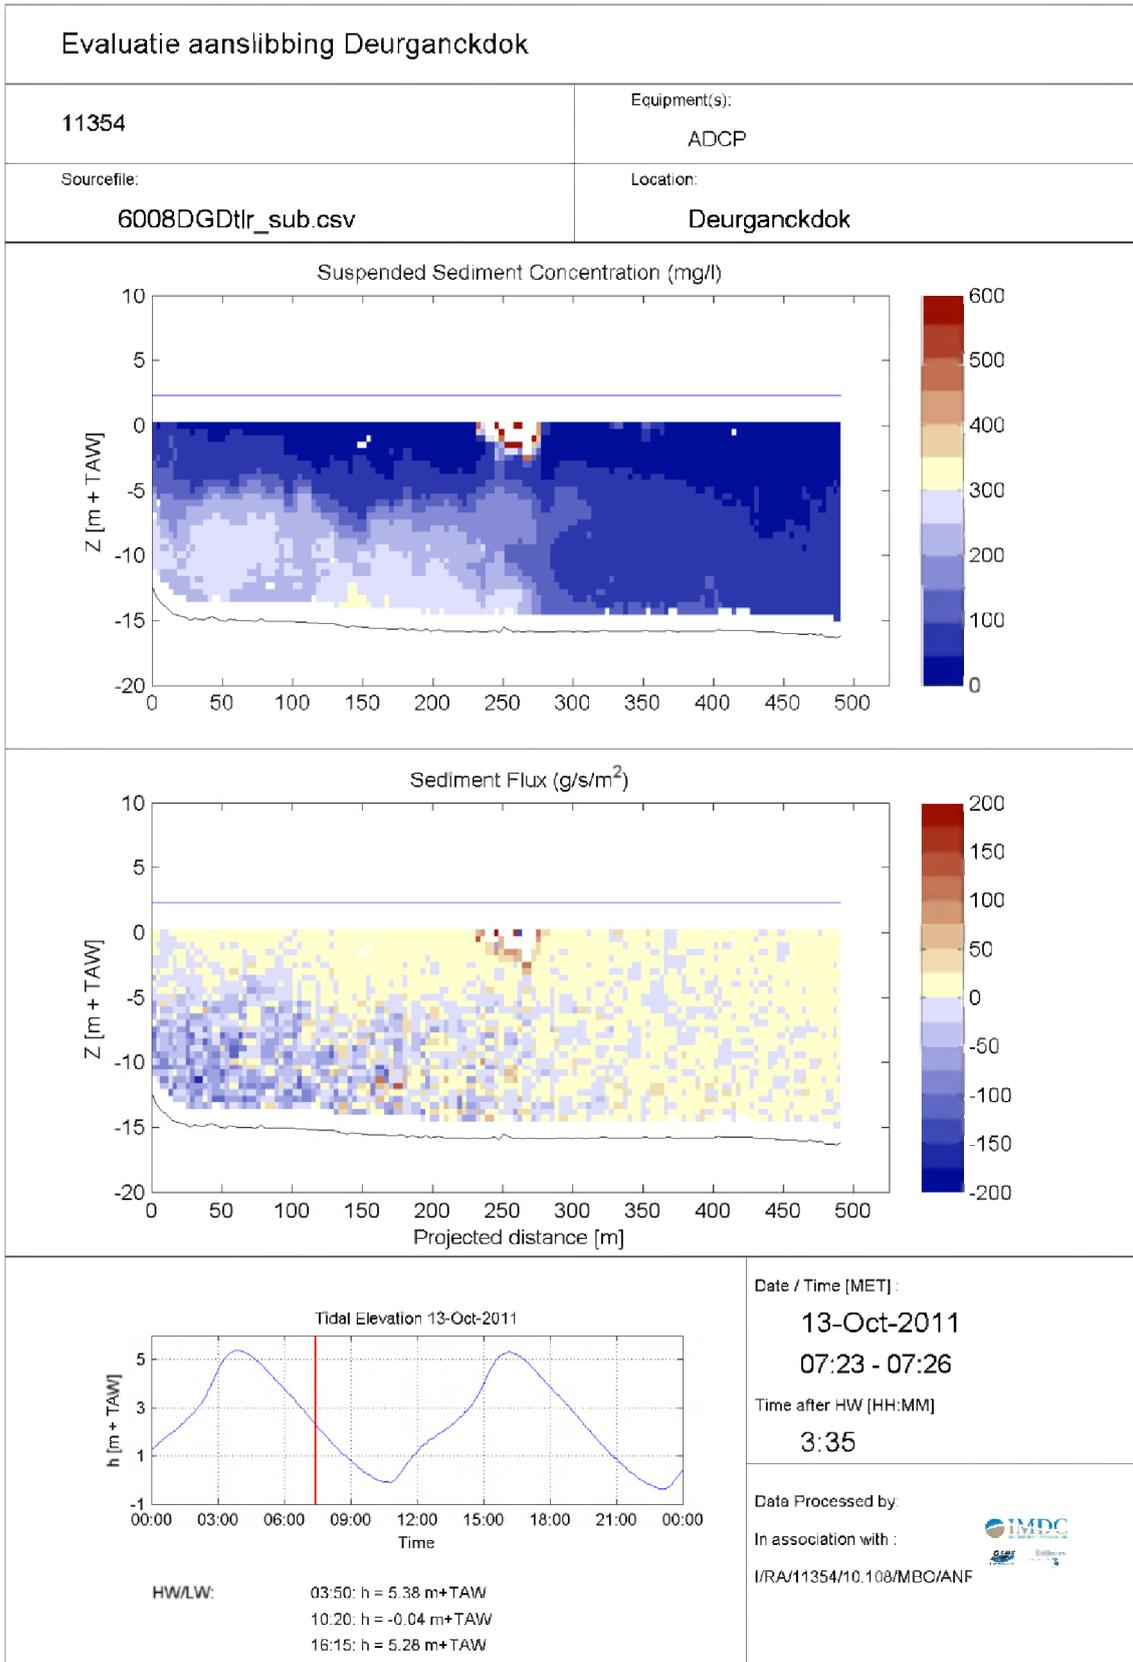 Evaluatie aanslibbing Deurganckdok
11354
Equipment(s):
ADCP
Sourcefile:
6008DGDtlr_sub.csv
Location:
Deurganckdok
Suspended Sediment Concentration (mg/l)
10
5
0
-5
-10
-15
-20
Z [m + TAW]
0 50 100 150 200 250 300 350 400 450 500
600
500
400
300
200
100
0
Sediment Flux (g/s/m²)
10
5
0
-5
-10
-15
-20
Z [m + TAW]
0 50 100 150 200 250 300 350 400 450 500
Projected distance [m]
200
150
100
50
0
-50
-100
-150
-200
Tidal Elevation 13-Oct-2011
5
3
1
-1
h [m + TAW]
00:00 03:00 06:00 09:00 12:00 15:00 18:00 21:00 00:00
Time
HW/LW:
03:50: h = 5.38 m+TAW
10:20: h = -0.04 m+TAW
16:15: h = 5.28 m+TAW
Date / Time [MET] :
13-Oct-2011
07:23 - 07:26
Time after HW [HH:MM]
3:35
Data Processed by:
IMDC
In association with :
I/RA/11354/10.108/MBO/ANF